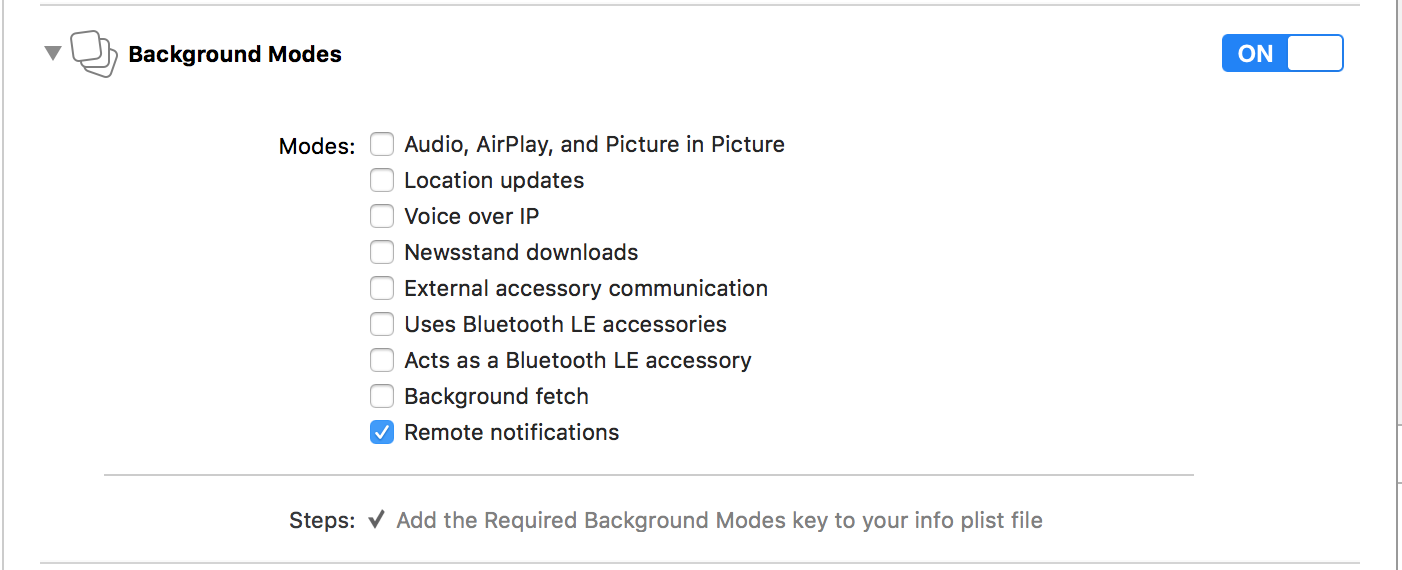 Background Modes
ON
Modes:
Audio, AirPlay, and Picture in Picture
Location updates
Voice over IP
Newsstand downloads
External accessory communication
Uses Bluetooth LE accessories
Acts as a Bluetooth LE accessory
Background fetch
Remote notifications
Steps: ✓ Add the Required Background Modes key to your info plist file